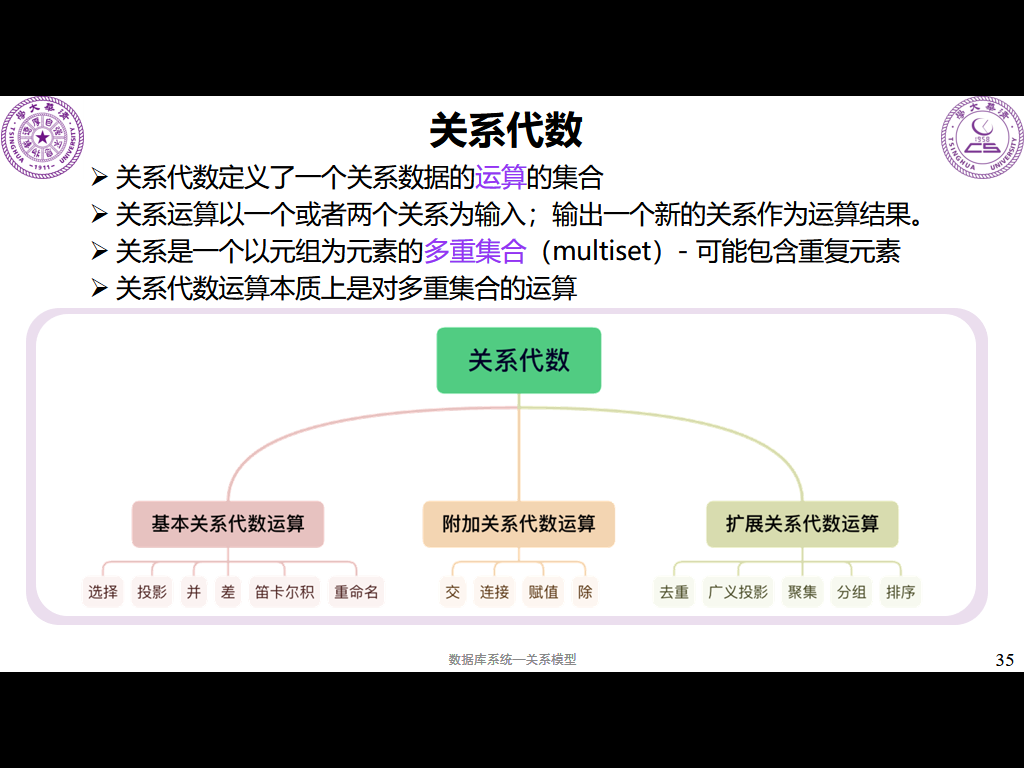 关系代数
关系代数定义了一个关系数据的运算的集合
关系运算以一个或者两个关系为输入；输出一个新的关系作为运算结果。
关系是一个以元组为元素的多重集合（multiset）- 可能包含重复元素
关系代数运算本质上是对多重集合的运算
关系代数
基本关系代数运算 附加关系代数运算 扩展关系代数运算
选择 投影 并 差 笛卡尔积 重命名 交 连接 赋值 除 去重 广义投影 聚集 分组 排序
数据库系统—关系模型
35
TSINGHUA UNIVERSITY
-1911-
1958
TSINGHUA UNIVERSITY